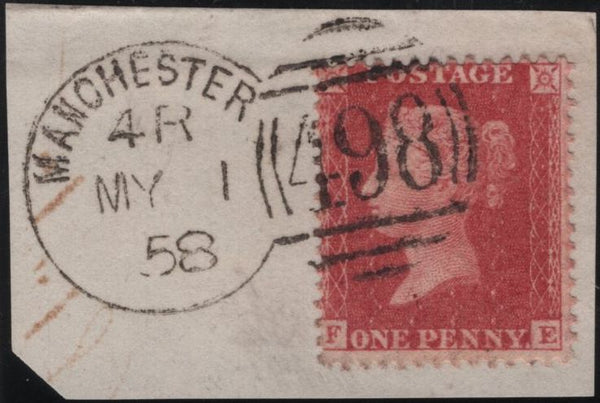 MANCHESTER
4R
MY 1
58
498
POSTAGE
F ONE PENNY E